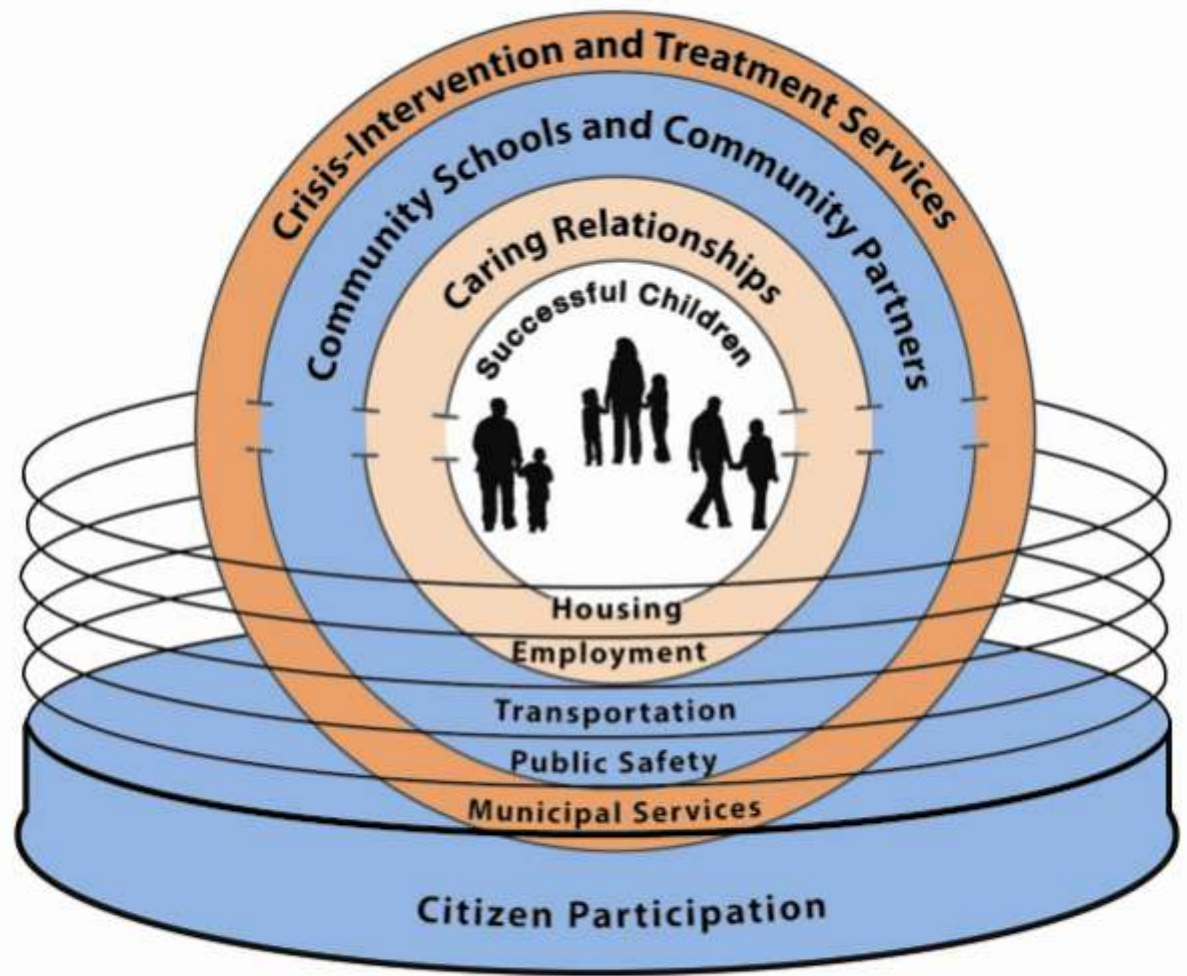 Crisis-Intervention and Treatment Services
Community Schools and Community Partners
Caring Relationships
Successful Children
Housing
Employment
Transportation
Public Safety
Municipal Services
Citizen Participation